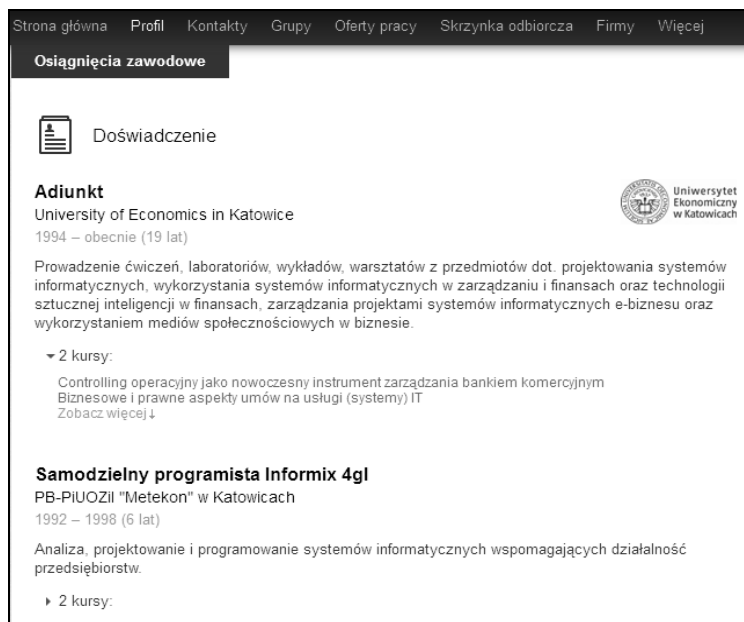 Strona główna Profil Kontakty Grupy Oferty pracy Skrzynka odbiorcza Firmy Więcej
Osiągnięcia zawodowe
Doświadczenie
Adiunkt
University of Economics in Katowice
1994 – obecnie (19 lat)
Uniwersytet
Ekonomiczny
w Katowicach
Prowadzenie ćwiczeń, laboratoriów, wykładów, warsztatów z przedmiotów dot. projektowania systemów
informatycznych, wykorzystania systemów informatycznych w zarządzaniu i finansach oraz technologii
sztucznej inteligencji w finansach, zarządzania projektami systemów informatycznych e-biznesu oraz
wykorzystaniem mediów społecznościowych w biznesie.
2 kursy:
Controlling operacyjny jako nowoczesny instrument zarządzania bankiem komercyjnym
Biznesowe i prawne aspekty umów na usługi (systemy) IT
Zobacz więcej↓
Samodzielny programista Informix 4gl
PB-PiUOZiI "Metekon" w Katowicach
1992 – 1998 (6 lat)
Analiza, projektowanie i programowanie systemów informatycznych wspomagających działalność
przedsiębiorstw.
2 kursy: